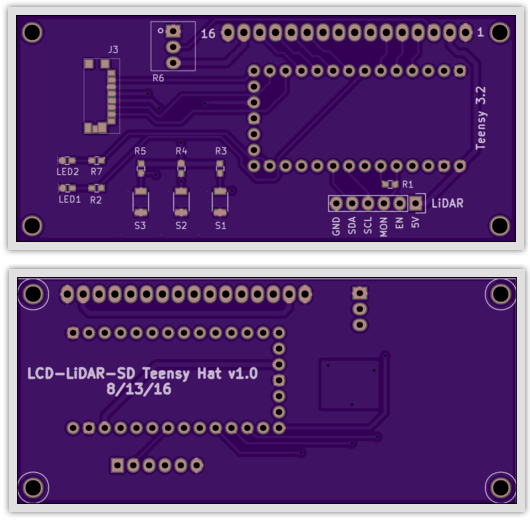 J3
16
1
R6
Teensy 3.2
R5
R4
R3
LED2
R7
LED1
R2
R1
LiDAR
S3
S2
S1
GND
SDA
SCL
MON
EN
5V
LCD-LiDAR-SD Teensy Hat v1.0
8/13/16